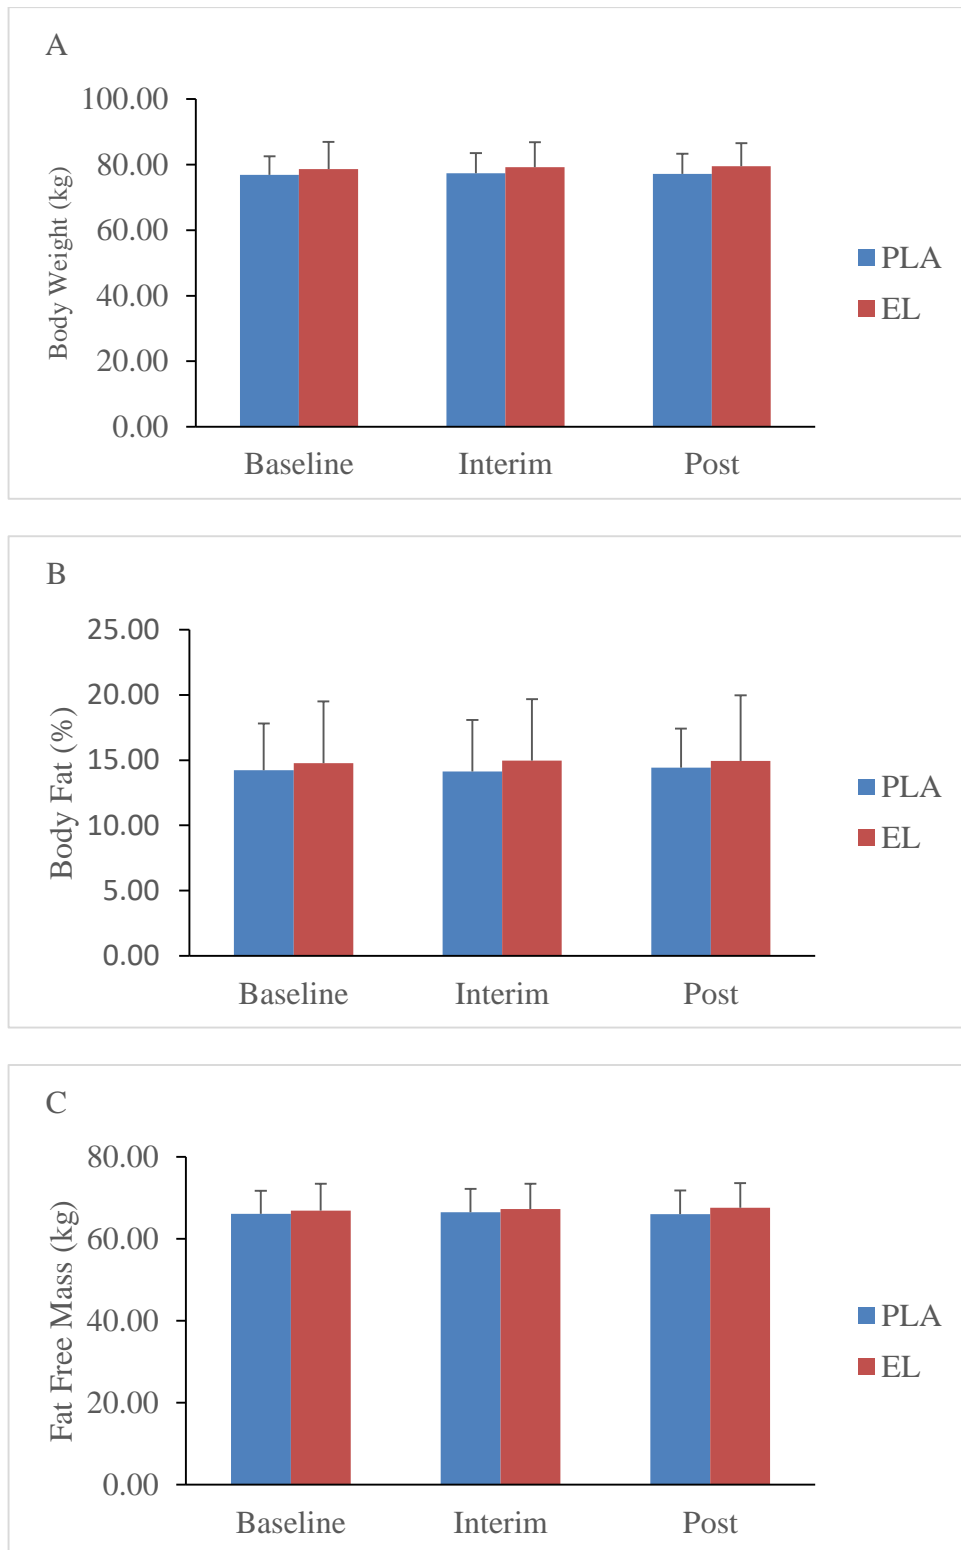 A
100.00
80.00
60.00
40.00
20.00
0.00
Body Weight (kg)
Baseline Interim Post
PLA
EL
B
25.00
20.00
15.00
10.00
5.00
0.00
Body Fat (%)
Baseline Interim Post
PLA
EL
C
80.00
60.00
40.00
20.00
0.00
Fat Free Mass (kg)
Baseline Interim Post
PLA
EL